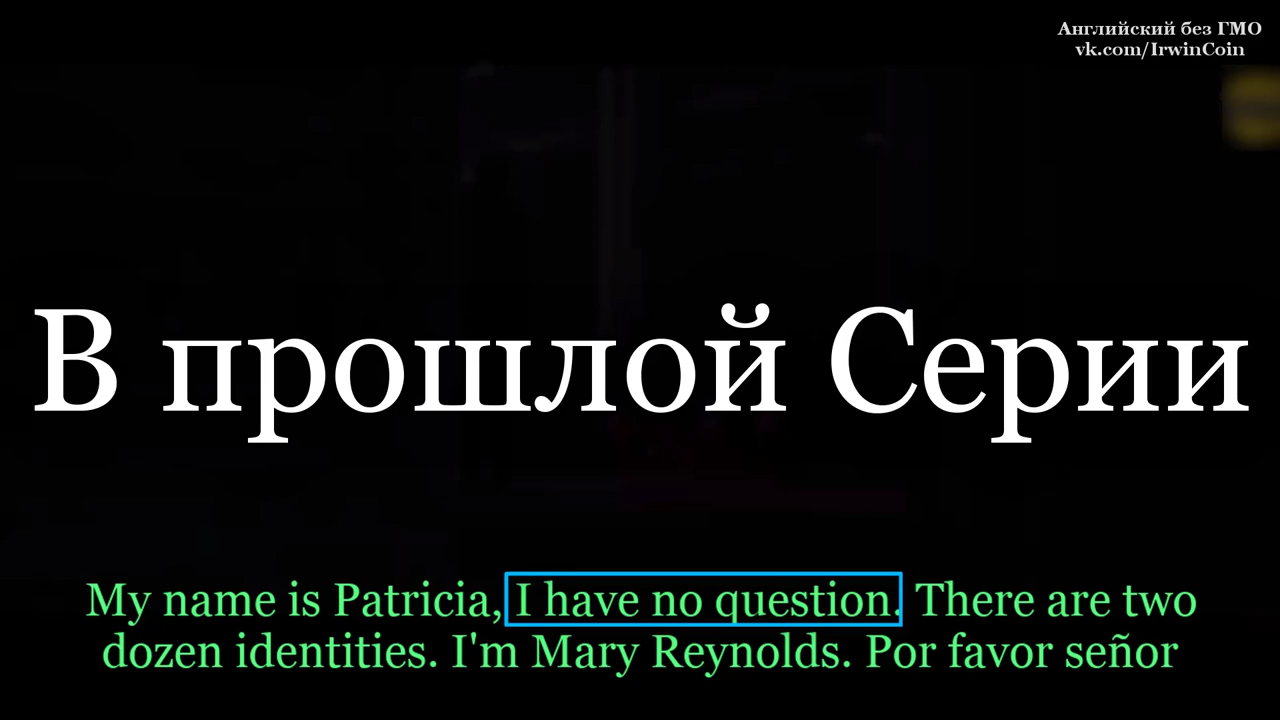 Английский без ГМО
vk.com/IrwinCoin
В прошлой Серии
My name is Patricia, I have no question. There are two
dozen identities. I'm Mary Reynolds. Por favor señor